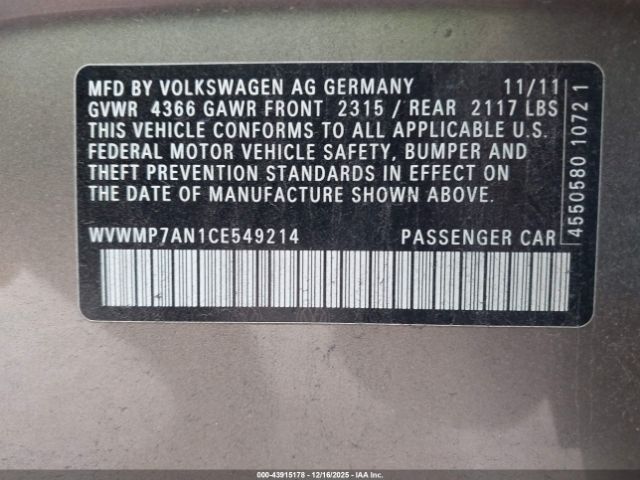 MFD BY VOLKSWAGEN AG GERMANY 11/11
GVWR 4366 GAWR FRONT 2315 / REAR 2117 LBS
THIS VEHICLE CONFORMS TO ALL APPLICABLE U.S.
FEDERAL MOTOR VEHICLE SAFETY, BUMPER AND
THEFT PREVENTION STANDARDS IN EFFECT ON
THE DATE OF MANUFACTURE SHOWN ABOVE.
WVWMP7AN1CE549214 PASSENGER CAR
4550580 1072 1
000-43915178 - 12/16/2025 - IAA Inc.